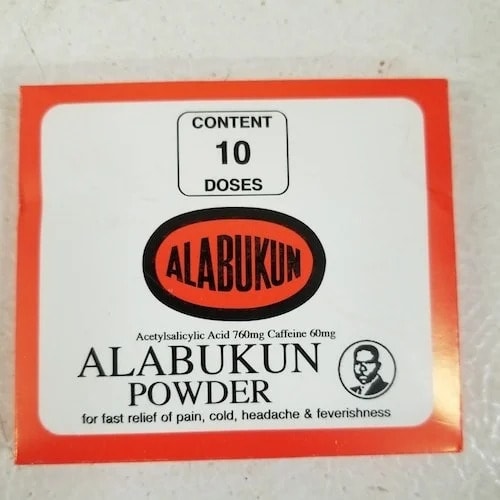 CONTENT
10
DOSES
ALABUKUN
Acetylsalicylic Acid 760mg Caffeine 60mg
ALABUKUN
POWDER
for fast relief of pain, cold, headache & feverishness